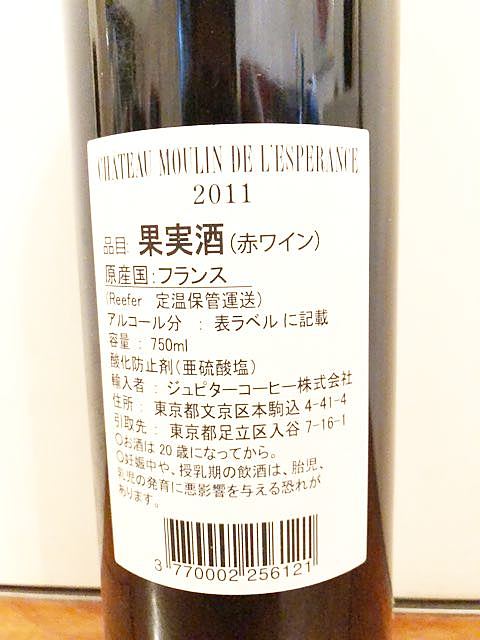 CHATEAU MOULIN DE L'ESPERANCE
2011
品目: 果実酒(赤ワイン)
原産国:フランス
(Reefer 定温保管運送)
アルコール分 : 表ラベルに記載
容量 : 750ml
酸化防止剤(亜硫酸塩)
輸入者 : ジュピターコーヒー株式会社
住所 : 東京都文京区本駒込 4-41-4
引取先 : 東京都足立区入谷 7-16-1
○お酒は 20 歳になってから。
○妊娠中や、授乳期の飲酒は、胎児、
乳児の発育に悪影響を与える恐れが
あります。
3 770002 256121